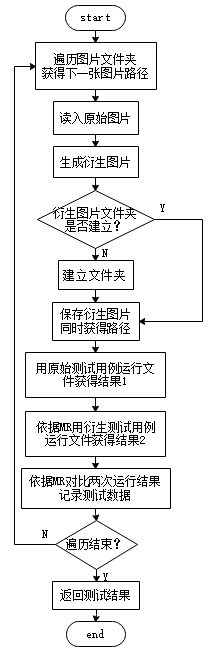 start
遍历图片文件夹
获得下一张图片路径
读入原始图片
生成衍生图片
衍生图片文件夹
是否建立？
Y
N
建立文件夹
保存衍生图片
同时获得路径
用原始测试用例运行文
件获得结果1
依据MR用衍生测试用例
运行文件获得结果2
依据MR对比两次运行结果
记录测试数据
N
遍历结束？
Y
返回测试结果
end